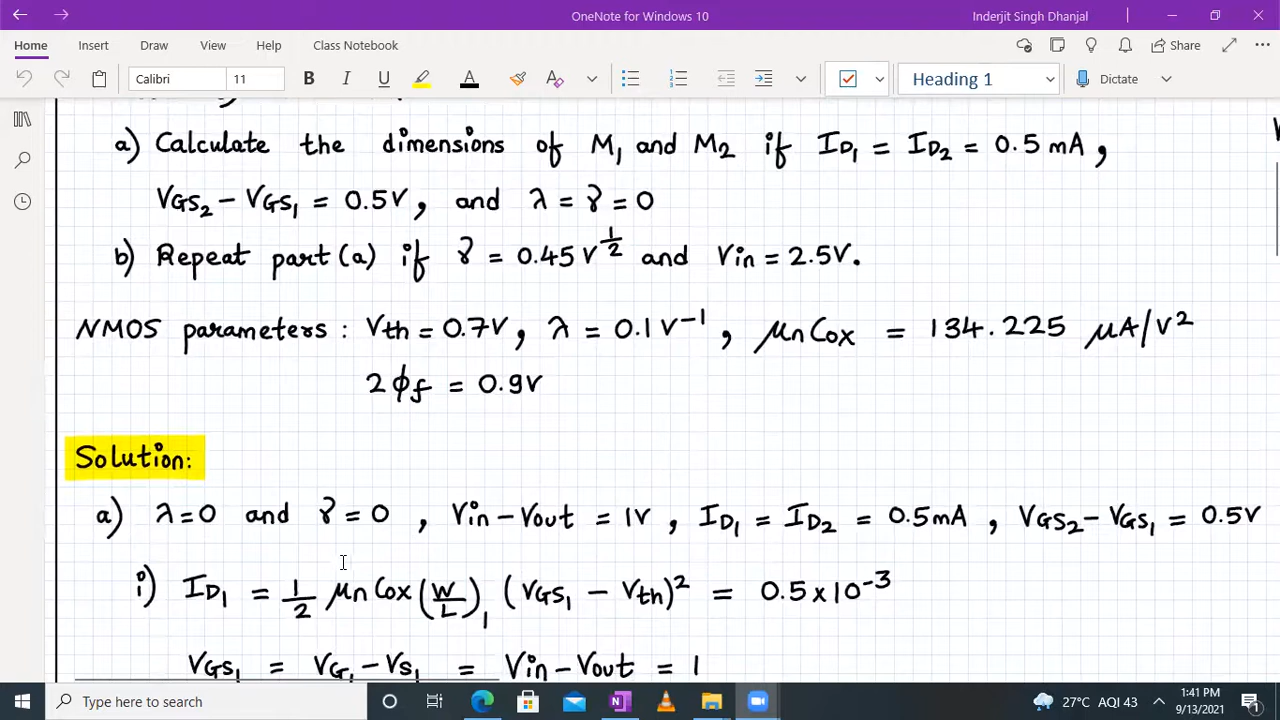 OneNote for Windows 10
Inderjit Singh Dhanjal
Home Insert Draw View Help Class Notebook Share
Calibri 11 B I U A Heading 1 Dictate
a) Calculate the dimensions of M1 and M2 if ID1 = ID2 = 0.5 mA,
VGS2 - VGS1 = 0.5V, and λ = γ = 0
b) Repeat part (a) if γ = 0.45 V^1/2 and Vin = 2.5V.
NMOS parameters : Vth = 0.7V, λ = 0.1 V^-1, μnCox = 134.225 μA/V^2
2φf = 0.9V
Solution:
a) λ=0 and γ=0, Vin - Vout = 1V, ID1 = ID2 = 0.5mA, VGS2 - VGS1 = 0.5V
i) ID1 = 1/2 μnCox (W/L)1 (VGS1 - Vth)^2 = 0.5 x 10^-3
VGS1 = VG1 - VS1 = Vin - Vout = 1
Type here to search
27°C AQI 43
1:41 PM
9/13/2021
1